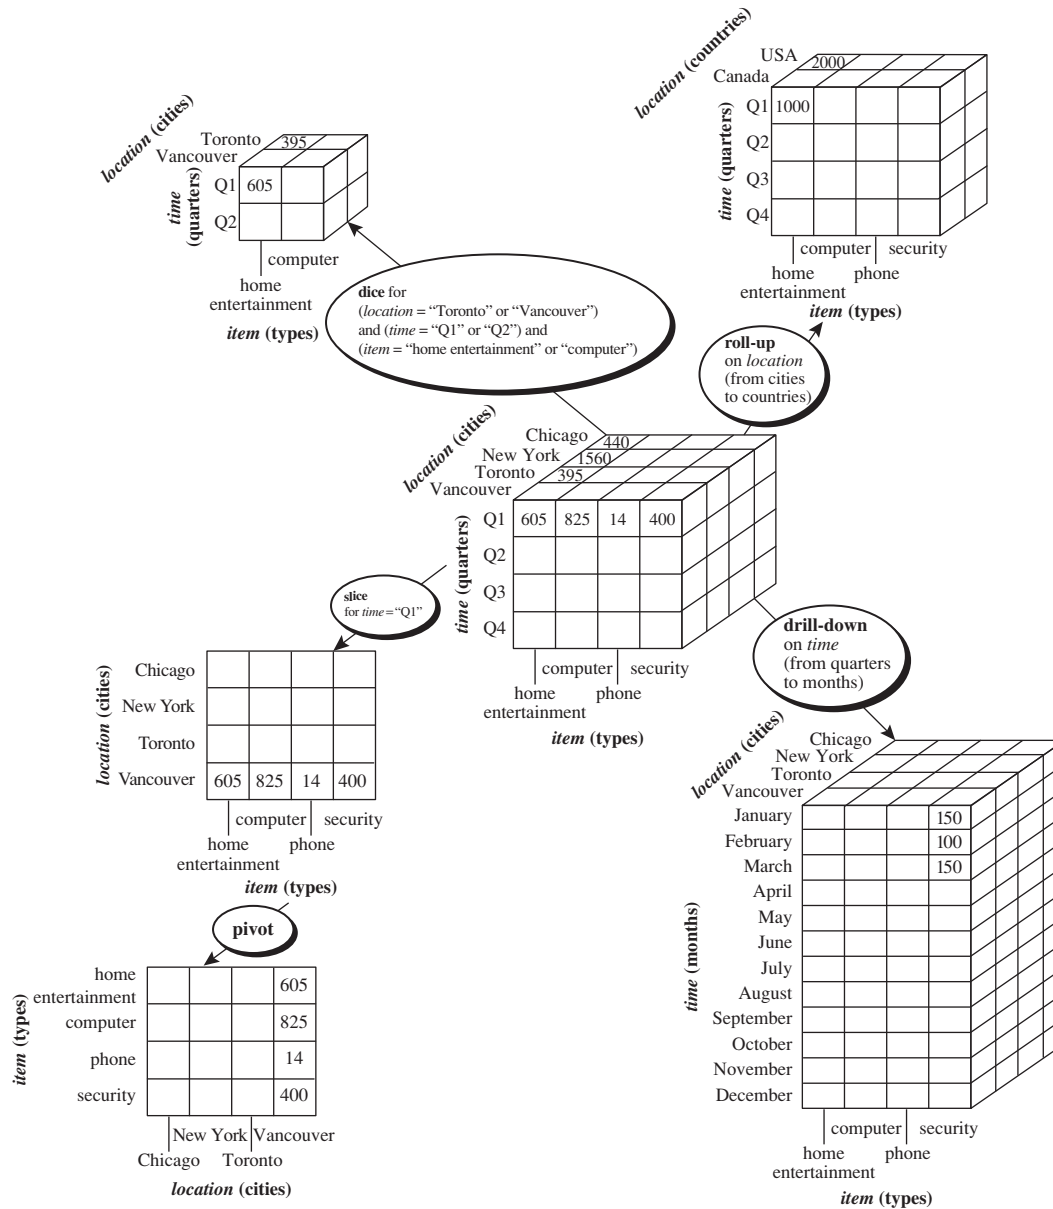 location (cities)
Toronto
Vancouver
395
time
(quarters)
Q1
605
Q2
computer
home
entertainment
item (types)
location (countries)
USA
Canada
2000
time (quarters)
Q1
1000
Q2
Q3
Q4
computer
security
home
entertainment
phone
item (types)
dice for
(location = “Toronto” or “Vancouver”)
and (time = “Q1” or “Q2”) and
(item = “home entertainment” or “computer”)
roll-up
on location
(from cities
to countries)
location (cities)
Chicago
440
New York
1560
Toronto
395
Vancouver
time (quarters)
Q1 605 825 14 400
Q2
Q3
Q4
computer
security
home
entertainment
phone
item (types)
slice
for time = “Q1”
drill-down
on time
(from quarters
to months)
location (cities)
Chicago
New York
Toronto
Vancouver 605 825 14 400
computer
security
home
entertainment
phone
item (types)
pivot
item (types)
home
entertainment
605
computer 825
phone 14
security 400
New York
Vancouver
Chicago
Toronto
location (cities)
location (cities)
Chicago
New York
Toronto
Vancouver
time (months)
January 150
February 100
March 150
April
May
June
July
August
September
October
November
December
computer
security
home
entertainment
phone
item (types)